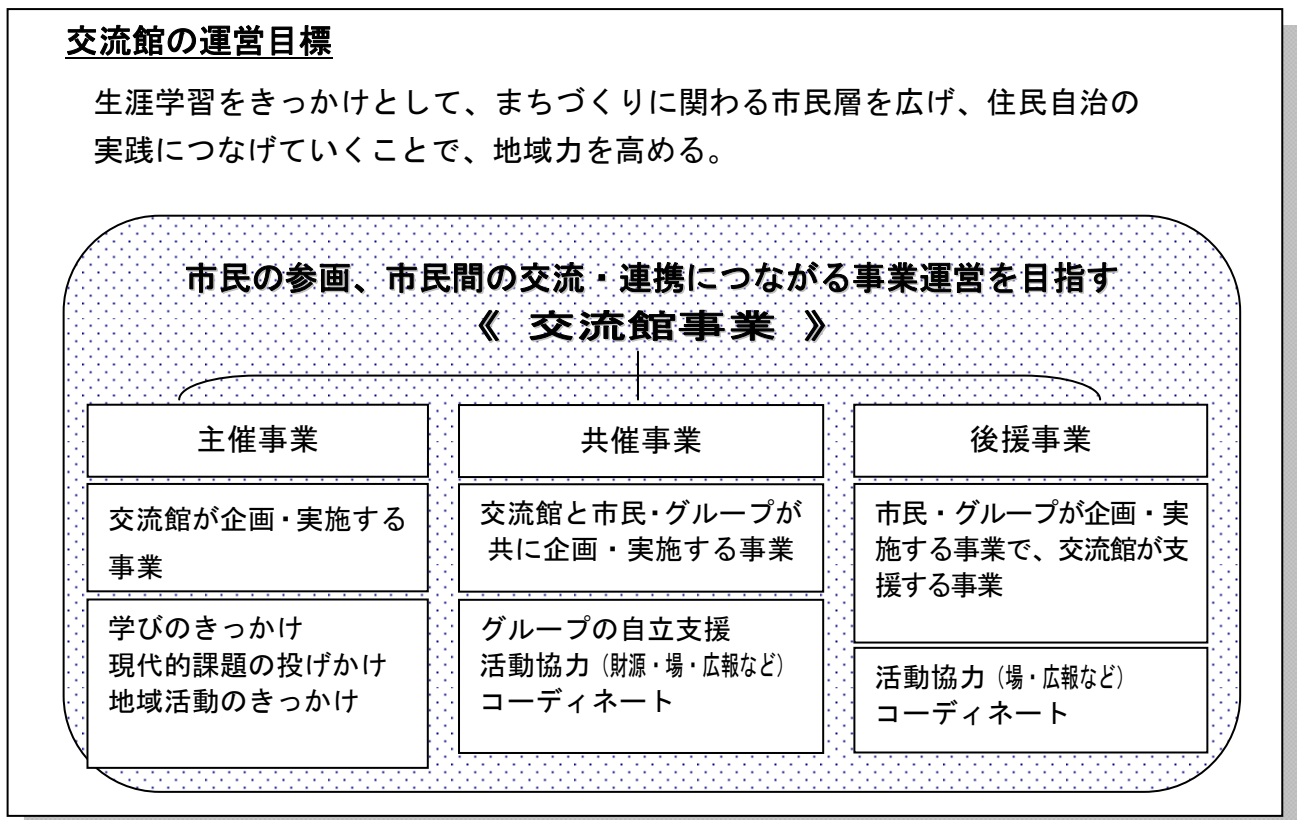 交流館の運営目標
生涯学習をきっかけとして、まちづくりに関わる市民層を広げ、住民自治の
実践につなげていくことで、地域力を高める。
市民の参画、市民間の交流・連携につながる事業運営を目指す
《 交流館事業 》
主催事業
交流館が企画・実施する
事業
学びのきっかけ
現代的課題の投げかけ
地域活動のきっかけ
共催事業
交流館と市民・グループが
共に企画・実施する事業
グループの自立支援
活動協力（財源・場・広報など）
コーディネート
後援事業
市民・グループが企画・実
施する事業で、交流館が支
援する事業
活動協力（場・広報など）
コーディネート